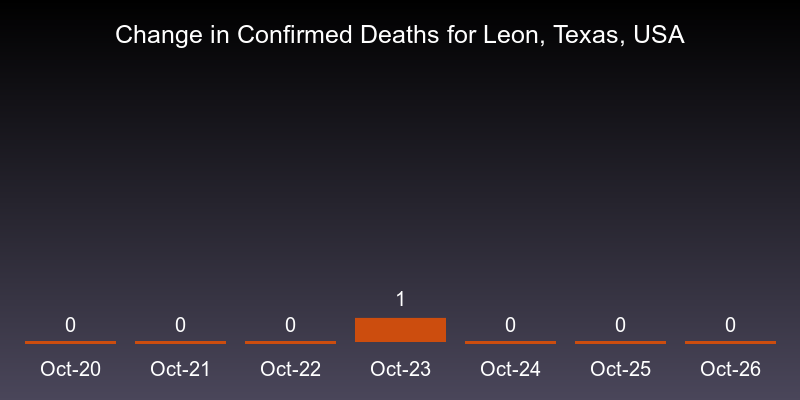 Change in Confirmed Deaths for Leon, Texas, USA
1
0 0 0 0 0 0
Oct-20 Oct-21 Oct-22 Oct-23 Oct-24 Oct-25 Oct-26